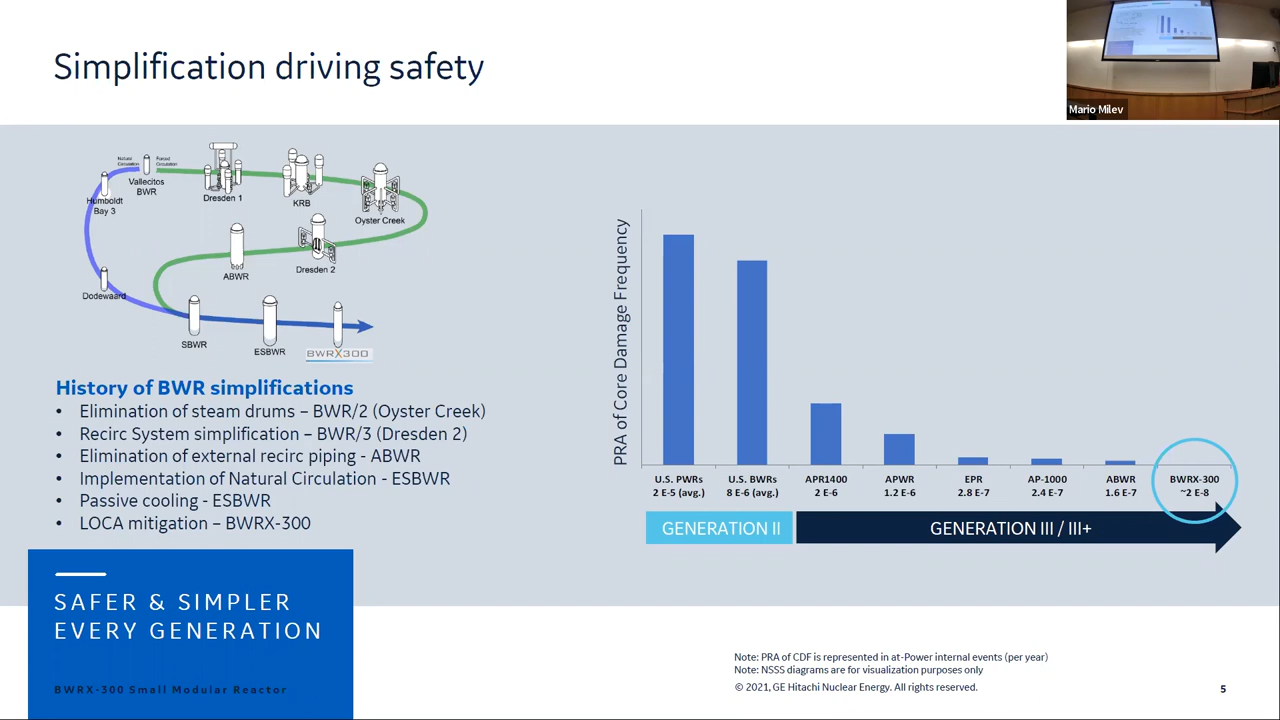 Simplification driving safety
Mario Milev
Natural Circulation
Forced Circulation
Vallecitos BWR
Humboldt Bay 3
Dresden 1
KRB
Oyster Creek
Dresden 2
ABWR
Dodewaard
SBWR
ESBWR
BWRX300
History of BWR simplifications
• Elimination of steam drums – BWR/2 (Oyster Creek)
• Recirc System simplification – BWR/3 (Dresden 2)
• Elimination of external recirc piping - ABWR
• Implementation of Natural Circulation - ESBWR
• Passive cooling - ESBWR
• LOCA mitigation – BWRX-300
SAFER & SIMPLER
EVERY GENERATION
BWRX-300 Small Modular Reactor
PRA of Core Damage Frequency
U.S. PWRs
2 E-5 (avg.)
U.S. BWRs
8 E-6 (avg.)
APR1400
2 E-6
APWR
1.2 E-6
EPR
2.8 E-7
AP-1000
2.4 E-7
ABWR
1.6 E-7
BWRX-300
~2 E-8
GENERATION II
GENERATION III / III+
Note: PRA of CDF is represented in at-Power internal events (per year)
Note: NSSS diagrams are for visualization purposes only
© 2021, GE Hitachi Nuclear Energy. All rights reserved.
5